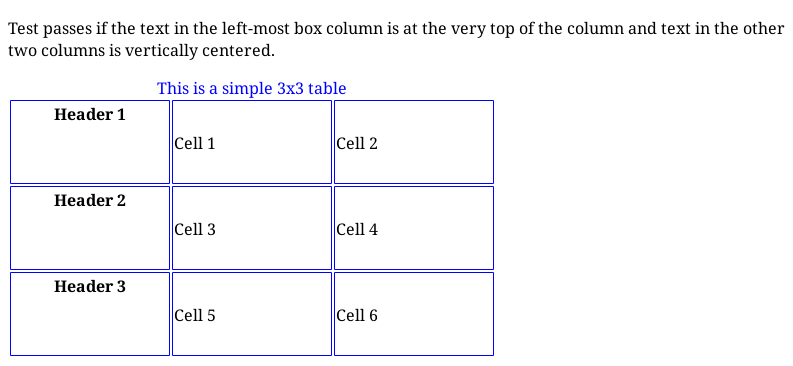 Test passes if the text in the left-most box column is at the very top of the column and text in the other
two columns is vertically centered.
This is a simple 3x3 table
Header 1
Cell 1
Cell 2
Header 2
Cell 3
Cell 4
Header 3
Cell 5
Cell 6